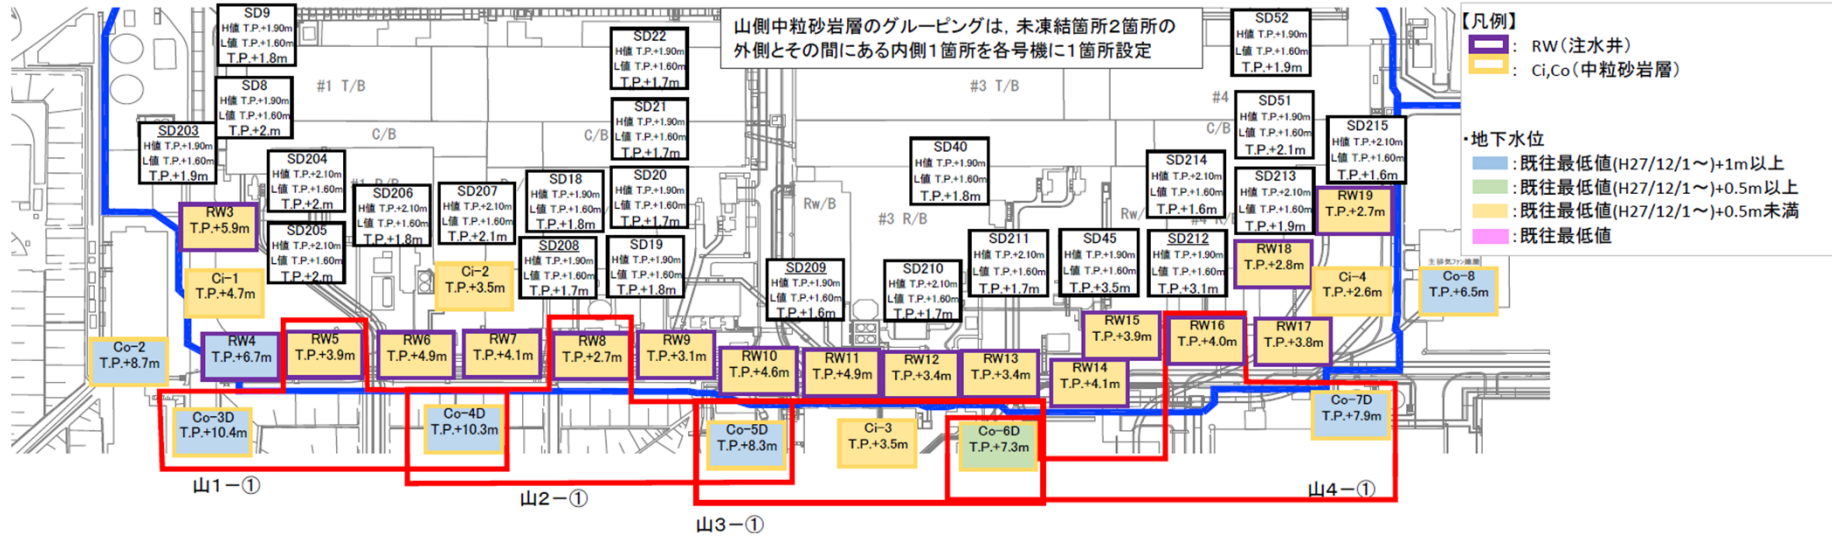 山側中粒砂岩層のグルーピングは，未凍結箇所2箇所の
外側とその間にある内側1箇所を各号機に1箇所設定
【凡例】
： RW（注水井）
： Ci,Co（中粒砂岩層）
・地下水位
：既往最低値(H27/12/1～)+1m以上
：既往最低値(H27/12/1～)+0.5m以上
：既往最低値(H27/12/1～)+0.5m未満
：既往最低値
SD9
H値 T.P.+1.90m
L値 T.P.+1.60m
T.P.+1.8m
SD8
H値 T.P.+1.90m
L値 T.P.+1.60m
T.P.+2.m
SD203
H値 T.P.+1.90m
L値 T.P.+1.60m
T.P.+1.9m
SD204
H値 T.P.+2.10m
L値 T.P.+1.60m
T.P.+2.m
SD205
H値 T.P.+2.10m
L値 T.P.+1.60m
T.P.+2.m
SD206
H値 T.P.+2.10m
L値 T.P.+1.60m
T.P.+1.8m
SD207
H値 T.P.+2.10m
L値 T.P.+1.60m
T.P.+2.1m
SD18
H値 T.P.+1.90m
L値 T.P.+1.60m
T.P.+1.8m
SD208
H値 T.P.+1.90m
L値 T.P.+1.60m
T.P.+1.7m
SD22
H値 T.P.+1.90m
L値 T.P.+1.60m
T.P.+1.7m
SD21
H値 T.P.+1.90m
L値 T.P.+1.60m
T.P.+1.7m
SD20
H値 T.P.+1.90m
L値 T.P.+1.60m
T.P.+1.7m
SD19
H値 T.P.+1.90m
L値 T.P.+1.60m
T.P.+1.8m
SD209
H値 T.P.+1.90m
L値 T.P.+1.60m
T.P.+1.6m
SD210
H値 T.P.+2.10m
L値 T.P.+1.60m
T.P.+1.7m
SD40
H値 T.P.+1.90m
L値 T.P.+1.60m
T.P.+1.8m
SD211
H値 T.P.+2.10m
L値 T.P.+1.60m
T.P.+1.7m
SD45
H値 T.P.+1.90m
L値 T.P.+1.60m
T.P.+3.5m
SD212
H値 T.P.+1.90m
L値 T.P.+1.60m
T.P.+3.1m
SD214
H値 T.P.+2.10m
L値 T.P.+1.60m
T.P.+1.6m
SD52
H値 T.P.+1.90m
L値 T.P.+1.60m
T.P.+1.9m
SD51
H値 T.P.+1.90m
L値 T.P.+1.60m
T.P.+2.1m
SD213
H値 T.P.+2.10m
L値 T.P.+1.60m
T.P.+1.9m
SD215
H値 T.P.+2.10m
L値 T.P.+1.60m
T.P.+1.6m
#1 T/B
C/B
C/B
#3 T/B
#4
C/B
Rw/B
#3 R/B
Rw/
RW3
T.P.+5.9m
Ci-1
T.P.+4.7m
Ci-2
T.P.+3.5m
RW19
T.P.+2.7m
RW18
T.P.+2.8m
Ci-4
T.P.+2.6m
主排気ファン建屋
Co-8
T.P.+6.5m
Co-2
T.P.+8.7m
RW4
T.P.+6.7m
RW5
T.P.+3.9m
RW6
T.P.+4.9m
RW7
T.P.+4.1m
RW8
T.P.+2.7m
RW9
T.P.+3.1m
RW10
T.P.+4.6m
RW11
T.P.+4.9m
RW12
T.P.+3.4m
RW13
T.P.+3.4m
RW14
T.P.+4.1m
RW15
T.P.+3.9m
RW16
T.P.+4.0m
RW17
T.P.+3.8m
Co-3D
T.P.+10.4m
Co-4D
T.P.+10.3m
Co-5D
T.P.+8.3m
Ci-3
T.P.+3.5m
Co-6D
T.P.+7.3m
Co-7D
T.P.+7.9m
山1－①
山2－①
山3－①
山4－①